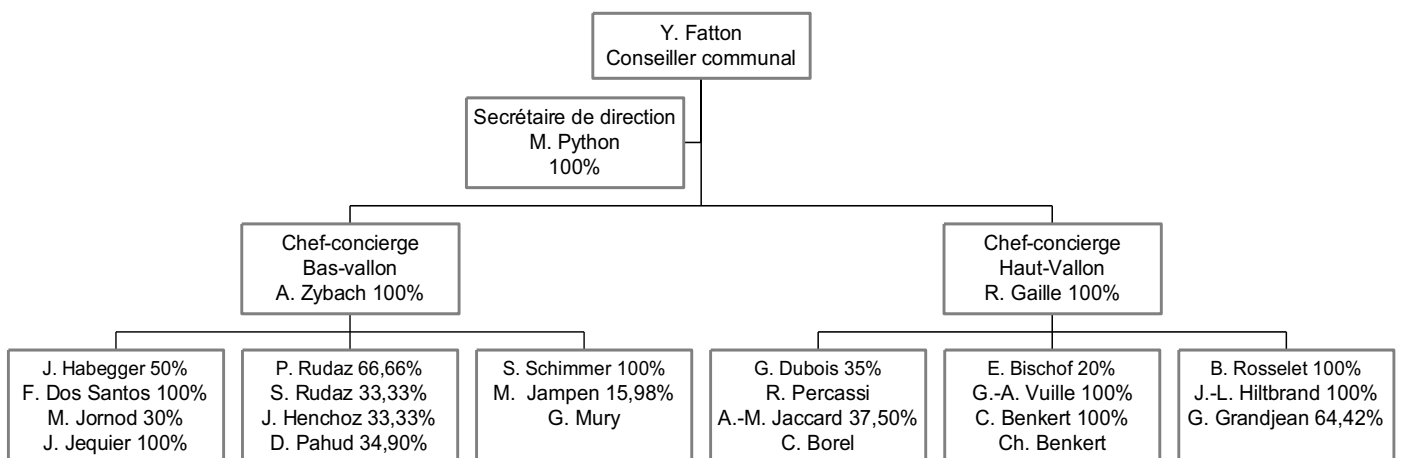 Y. Fatton
Conseiller communal
Secrétaire de direction
M. Python
100%
Chef-concierge
Bas-vallon
A. Zybach 100%
Chef-concierge
Haut-Vallon
R. Gaille 100%
J. Habegger 50%
F. Dos Santos 100%
M. Jornod 30%
J. Jequier 100%
P. Rudaz 66,66%
S. Rudaz 33,33%
J. Henchoz 33,33%
D. Pahud 34,90%
S. Schimmer 100%
M. Jampen 15,98%
G. Mury
G. Dubois 35%
R. Percassi
A.-M. Jaccard 37,50%
C. Borel
E. Bischof 20%
G.-A. Vuille 100%
C. Benkert 100%
Ch. Benkert
B. Rosselet 100%
J.-L. Hiltbrand 100%
G. Grandjean 64,42%